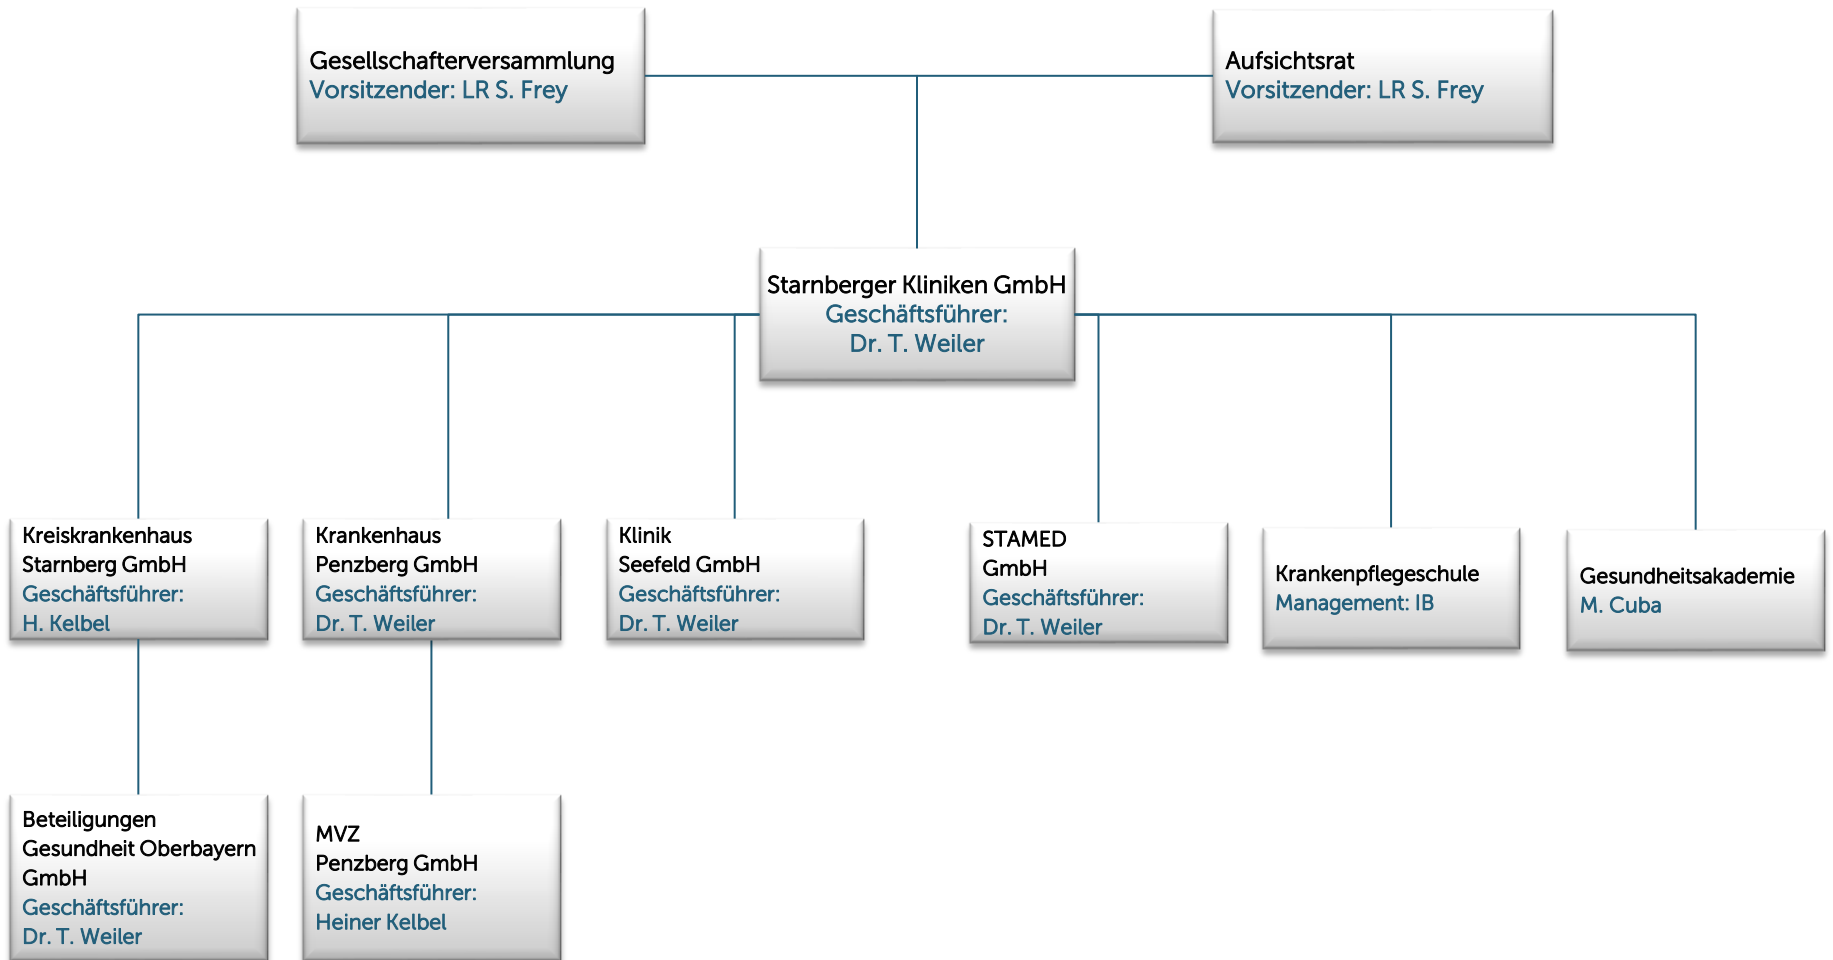 Gesellschafterversammlung
Vorsitzender: LR S. Frey
Aufsichtsrat
Vorsitzender: LR S. Frey
Starnberger Kliniken GmbH
Geschäftsführer:
Dr. T. Weiler
Kreiskrankenhaus
Starnberg GmbH
Geschäftsführer:
H. Kelbel
Krankenhaus
Penzberg GmbH
Geschäftsführer:
Dr. T. Weiler
Klinik
Seefeld GmbH
Geschäftsführer:
Dr. T. Weiler
STAMED
GmbH
Geschäftsführer:
Dr. T. Weiler
Krankenpflegeschule
Management: IB
Gesundheitsakademie
M. Cuba
Beteiligungen
Gesundheit Oberbayern
GmbH
Geschäftsführer:
Dr. T. Weiler
MVZ
Penzberg GmbH
Geschäftsführer:
Heiner Kelbel